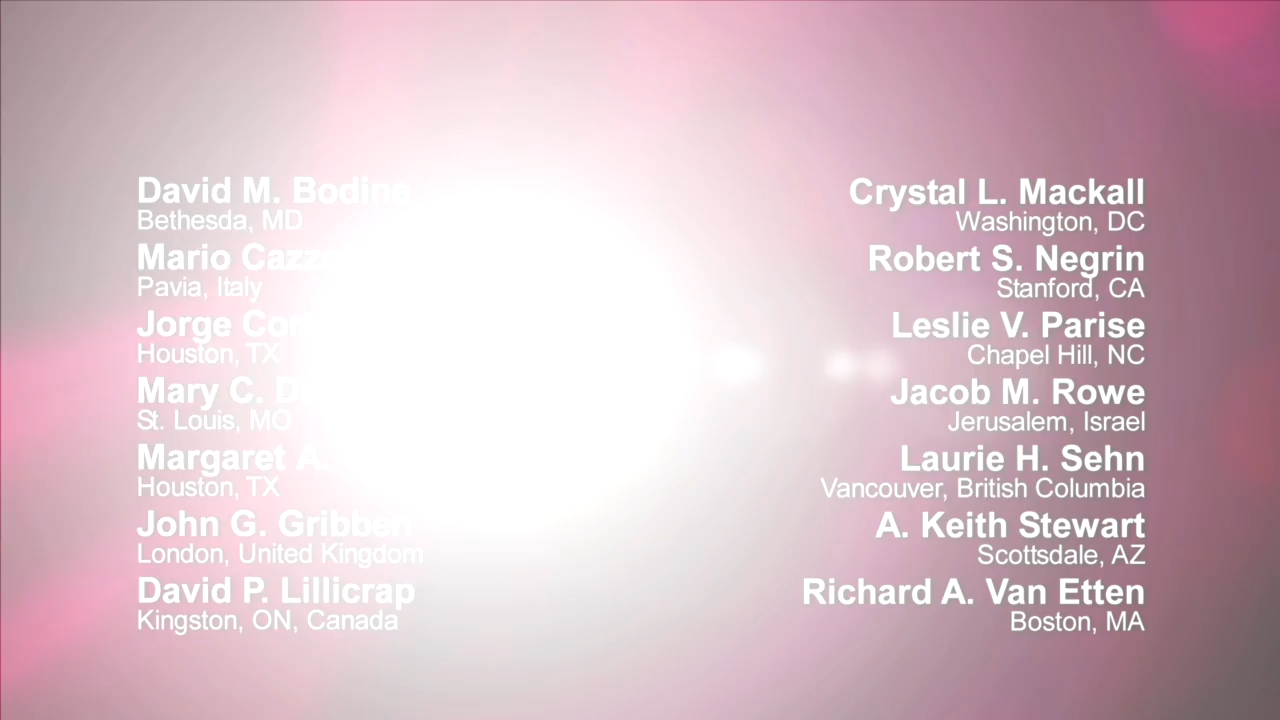 David M. Bodine
Bethesda, MD
Mario
Pavia, Italy
Jorge
Houston, TX
Mary C.
St. Louis, MO
Margaret A.
Houston, TX
John G. Gribben
London, United Kingdom
David P. Lillicrap
Kingston, ON, Canada
Crystal L. Mackall
Washington, DC
Robert S. Negrin
Stanford, CA
Leslie V. Parise
Chapel Hill, NC
Jacob M. Rowe
Jerusalem, Israel
Laurie H. Sehn
Vancouver, British Columbia
A. Keith Stewart
Scottsdale, AZ
Richard A. Van Etten
Boston, MA